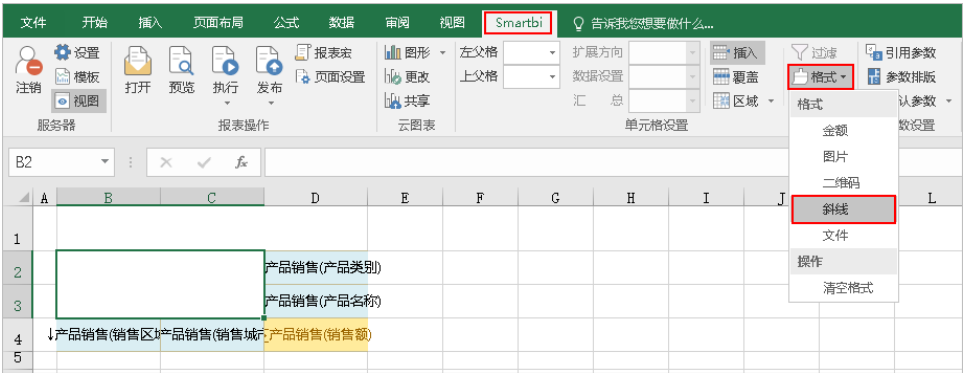 文件 开始 插入 页面布局 公式 数据 审阅 视图 Smartbi 告诉我您想要做什么...
设置 报表宏 图形 左父格 扩展方向 插入 过滤 引用参数
模板 页面设置 更改 上父格 数据设置 覆盖 格式 参数排版
注销 视图 打开 预览 执行 发布 共享 汇 总 区域 认参数
服务器 报表操作 云图表 单元格设置 数设置
格式
金额
图片
二维码
斜线
文件
操作
清空格式
B2 fx
A B C D E F G H I J L
1
2 产品销售(产品类别)
3 产品销售(产品名称)
4 ↓产品销售(销售区 产品销售(销售城 产品销售(销售额)
5